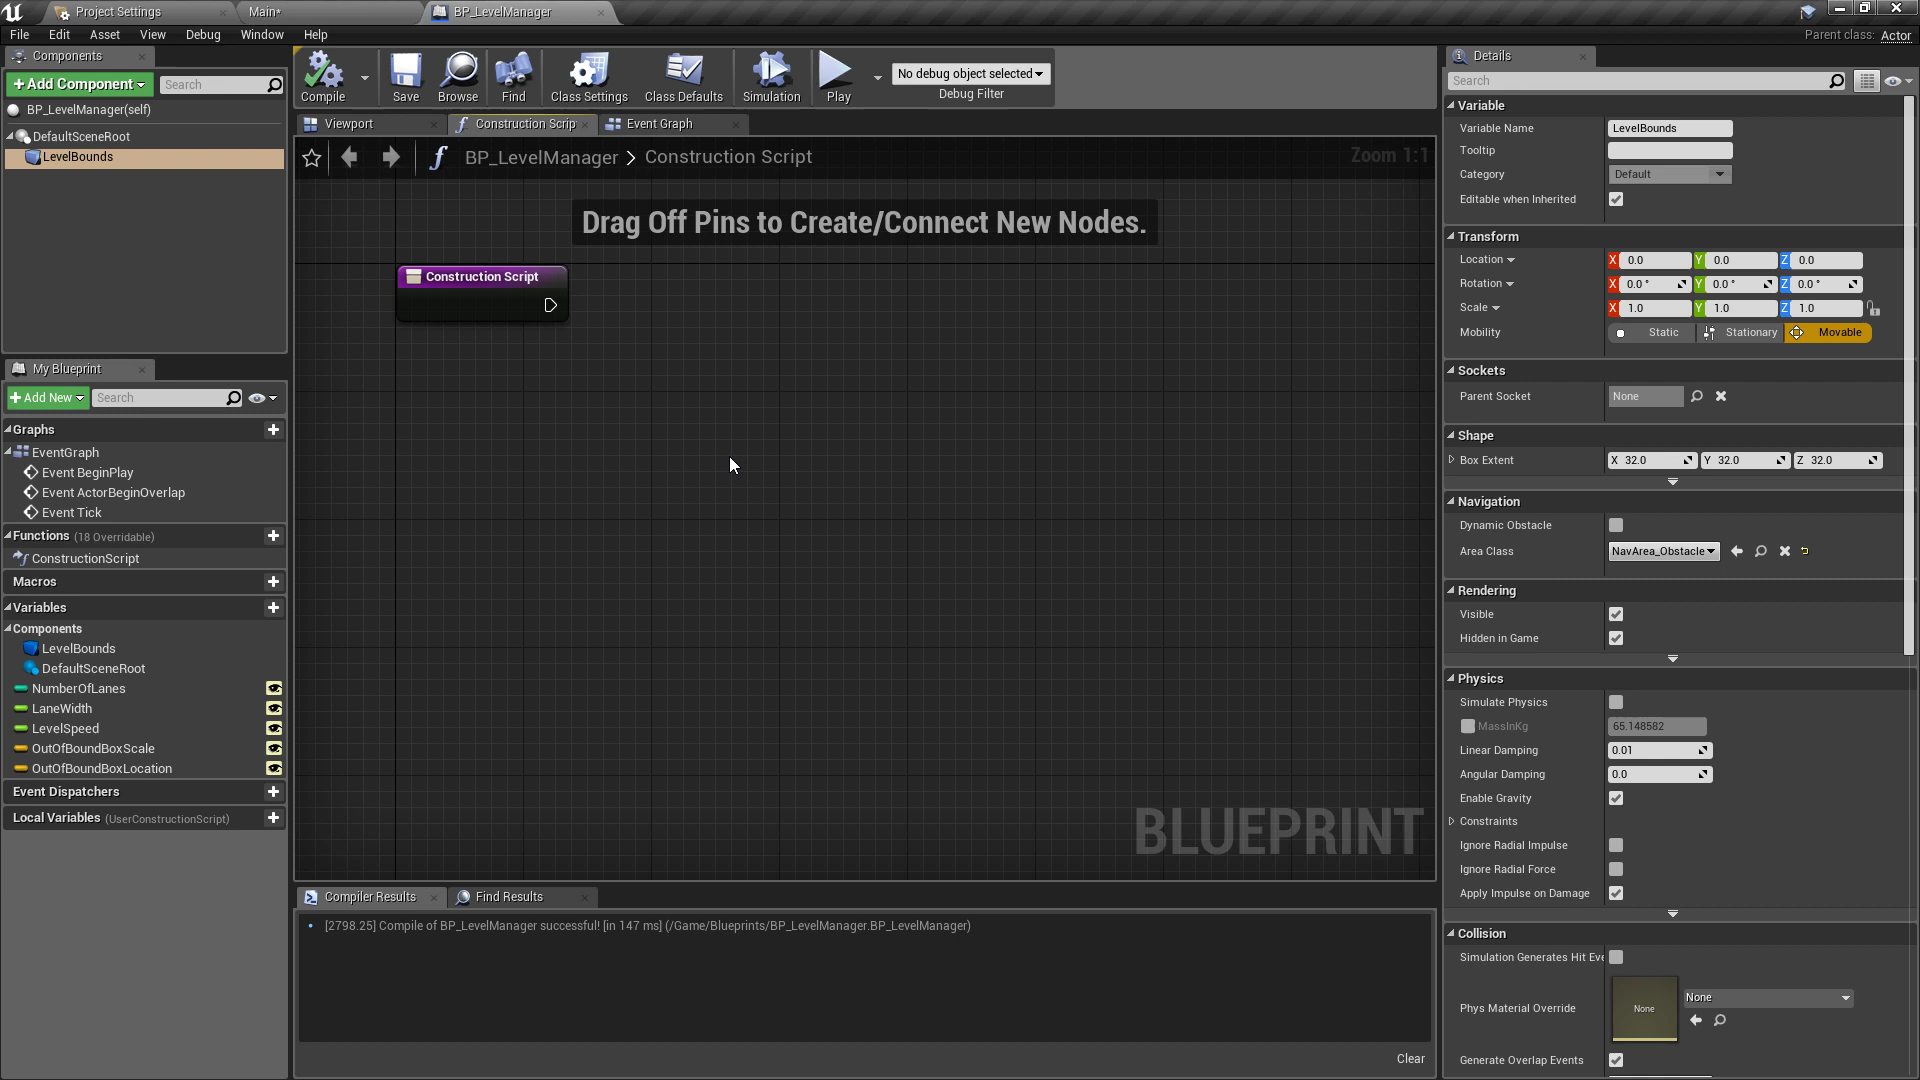 Project Settings
Main*
BP_LevelManager
File Edit Asset View Debug Window Help
Parent class: Actor
Components
Add Component
Search
BP_LevelManager(self)
DefaultSceneRoot
LevelBounds
My Blueprint
Add New
Search
Graphs
EventGraph
Event BeginPlay
Event ActorBeginOverlap
Event Tick
Functions (18 Overridable)
ConstructionScript
Macros
Variables
Components
LevelBounds
DefaultSceneRoot
NumberOfLanes
LaneWidth
LevelSpeed
OutOfBoundBoxScale
OutOfBoundBoxLocation
Event Dispatchers
Local Variables (UserConstructionScript)
Compile
Save
Browse
Find
Class Settings
Class Defaults
Simulation
Play
No debug object selected
Debug Filter
Viewport
Construction Scrip
Event Graph
BP_LevelManager > Construction Script
Zoom 1:1
Drag Off Pins to Create/Connect New Nodes.
Construction Script
BLUEPRINT
Compiler Results
Find Results
[2798.25] Compile of BP_LevelManager successful! [in 147 ms] (/Game/Blueprints/BP_LevelManager.BP_LevelManager)
Clear
Details
Search
Variable
Variable Name LevelBounds
Tooltip
Category Default
Editable when Inherited
Transform
Location X 0.0 Y 0.0 Z 0.0
Rotation X 0.0 ° Y 0.0 ° Z 0.0 °
Scale X 1.0 Y 1.0 Z 1.0
Mobility Static Stationary Movable
Sockets
Parent Socket None
Shape
Box Extent X 32.0 Y 32.0 Z 32.0
Navigation
Dynamic Obstacle
Area Class NavArea_Obstacle
Rendering
Visible
Hidden in Game
Physics
Simulate Physics
MassInKg 65.148582
Linear Damping 0.01
Angular Damping 0.0
Enable Gravity
Constraints
Ignore Radial Impulse
Ignore Radial Force
Apply Impulse on Damage
Collision
Simulation Generates Hit Eve
Phys Material Override None None
Generate Overlap Events